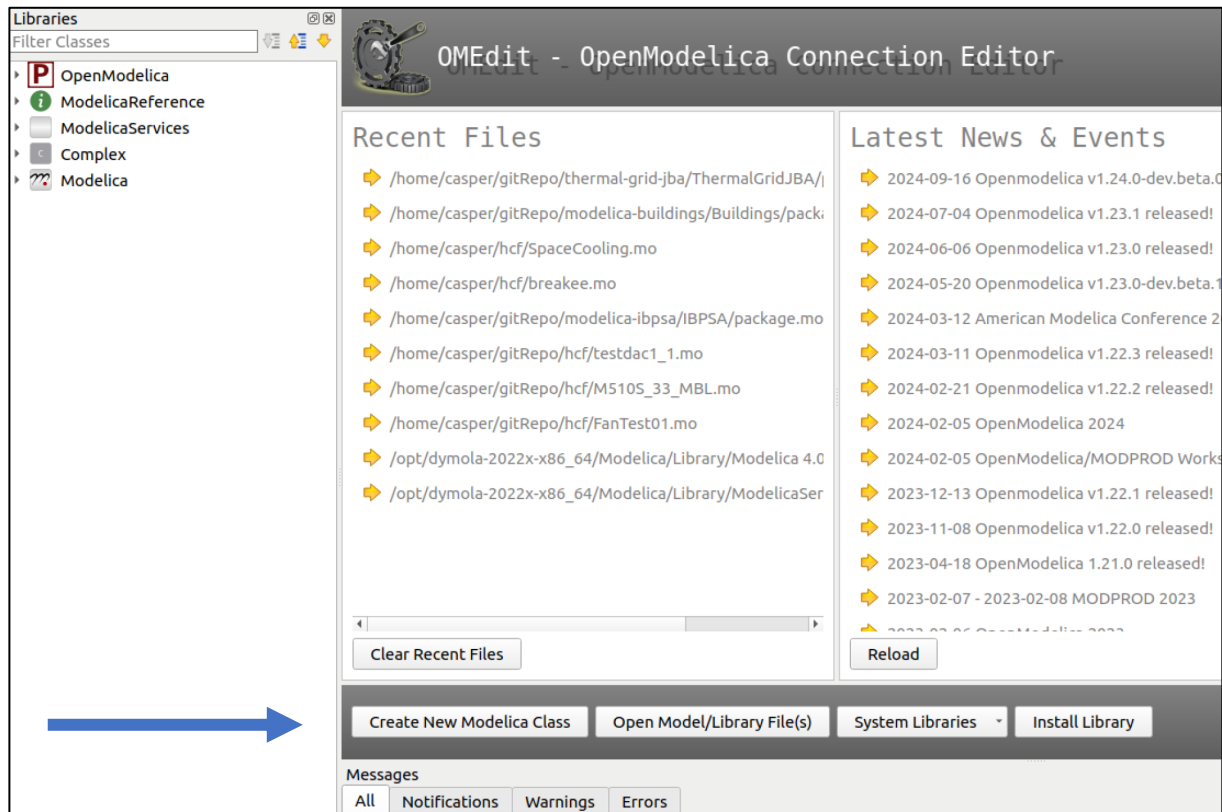 Libraries
Filter Classes
P OpenModelica
i ModelicaReference
ModelicaServices
C Complex
m Modelica
OMEdit - OpenModelica Connection Editor
Recent Files
/home/casper/gitRepo/thermal-grid-jba/ThermalGridJBA/
/home/casper/gitRepo/modelica-buildings/Buildings/pack
/home/casper/hcf/SpaceCooling.mo
/home/casper/hcf/breakee.mo
/home/casper/gitRepo/modelica-ibpsa/IBPSA/package.mo
/home/casper/gitRepo/hcf/testdac1_1.mo
/home/casper/gitRepo/hcf/M510S_33_MBL.mo
/home/casper/gitRepo/hcf/FanTest01.mo
/opt/dymola-2022x-x86_64/Modelica/Library/Modelica 4.0
/opt/dymola-2022x-x86_64/Modelica/Library/ModelicaSer
Clear Recent Files
Latest News & Events
2024-09-16 Openmodelica v1.24.0-dev.beta.0
2024-07-04 Openmodelica v1.23.1 released!
2024-06-06 Openmodelica v1.23.0 released!
2024-05-20 Openmodelica v1.23.0-dev.beta.1
2024-03-12 American Modelica Conference 2
2024-03-11 Openmodelica v1.22.3 released!
2024-02-21 Openmodelica v1.22.2 released!
2024-02-05 OpenModelica 2024
2024-02-05 OpenModelica/MODPROD Works
2023-12-13 Openmodelica v1.22.1 released!
2023-11-08 Openmodelica v1.22.0 released!
2023-04-18 OpenModelica 1.21.0 released!
2023-02-07 - 2023-02-08 MODPROD 2023
Reload
Create New Modelica Class Open Model/Library File(s) System Libraries Install Library
Messages
All Notifications Warnings Errors